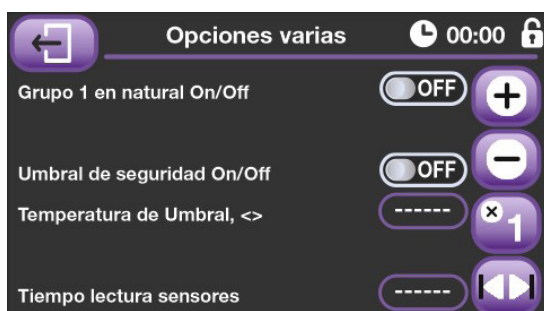 Opciones varias 00:00
Grupo 1 en natural On/Off OFF
+
Umbral de seguridad On/Off OFF
−
Temperatura de Umbral, <> ------
×1
Tiempo lectura sensores ------